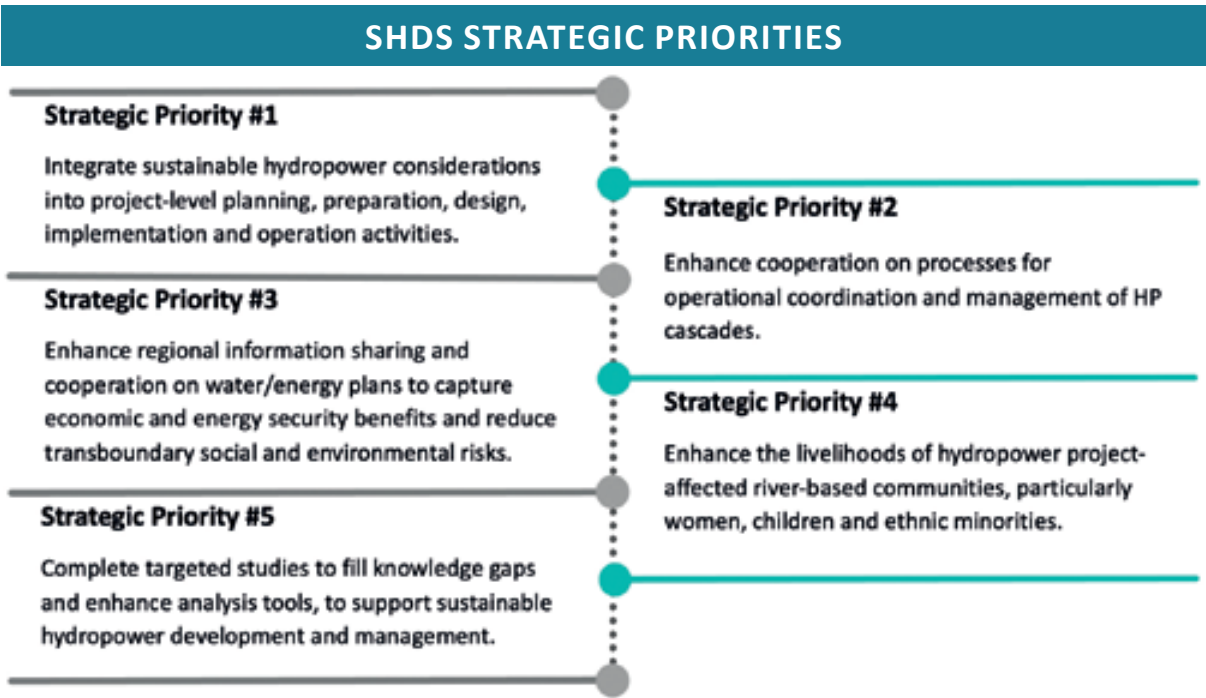 SHDS STRATEGIC PRIORITIES
Strategic Priority #1
Integrate sustainable hydropower considerations
into project-level planning, preparation, design,
implementation and operation activities.
Strategic Priority #2
Enhance cooperation on processes for
operational coordination and management of HP
cascades.
Strategic Priority #3
Enhance regional information sharing and
cooperation on water/energy plans to capture
economic and energy security benefits and reduce
transboundary social and environmental risks.
Strategic Priority #4
Enhance the livelihoods of hydropower project-
affected river-based communities, particularly
women, children and ethnic minorities.
Strategic Priority #5
Complete targeted studies to fill knowledge gaps
and enhance analysis tools, to support sustainable
hydropower development and management.